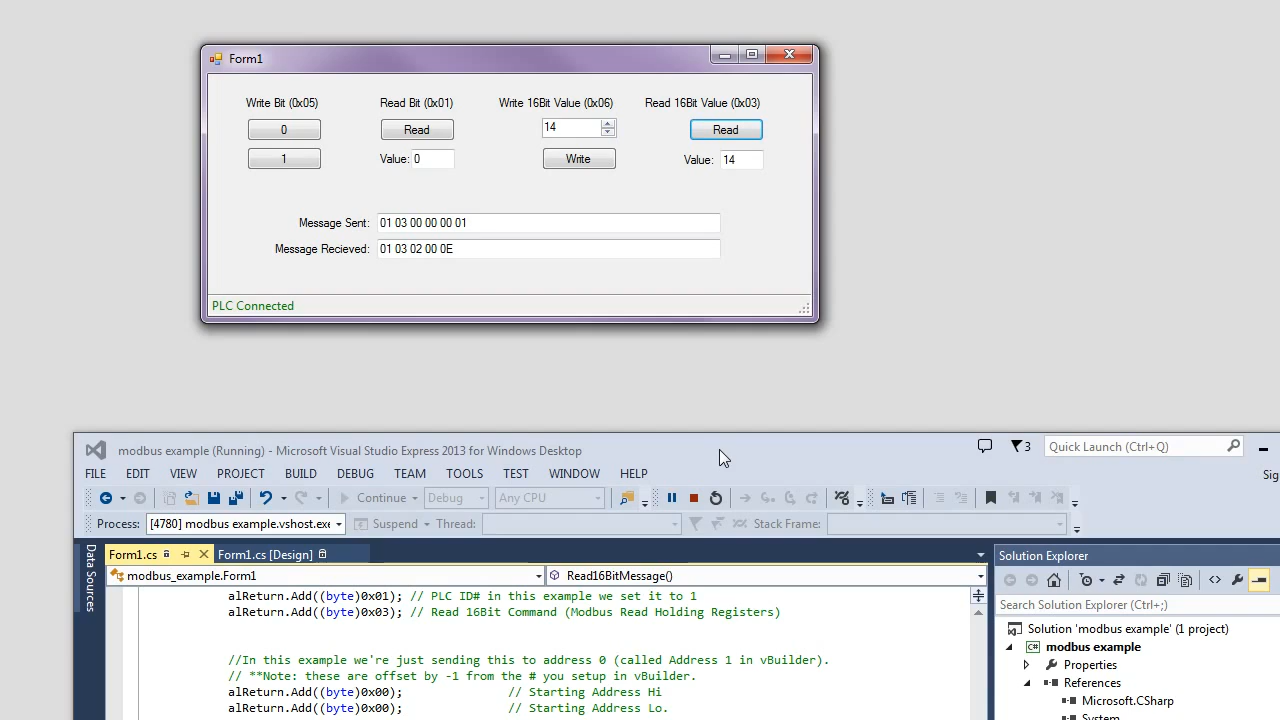 Form1
Write Bit (0x05) Read Bit (0x01) Write 16Bit Value (0x06) Read 16Bit Value (0x03)
0 Read 14 Read
1 Value: 0 Write Value: 14
Message Sent: 01 03 00 00 00 01
Message Recieved: 01 03 02 00 0E
PLC Connected
modbus example (Running) - Microsoft Visual Studio Express 2013 for Windows Desktop 3 Quick Launch (Ctrl+Q)
FILE EDIT VIEW PROJECT BUILD DEBUG TEAM TOOLS TEST WINDOW HELP Sig
Continue Debug Any CPU
Process: [4780] modbus example.vshost.exe Suspend Thread: Stack Frame:
Data Sources
Form1.cs Form1.cs [Design] Solution Explorer
modbus_example.Form1 Read16BitMessage()
alReturn.Add((byte)0x01); // PLC ID# in this example we set it to 1
alReturn.Add((byte)0x03); // Read 16Bit Command (Modbus Read Holding Registers)
//In this example we're just sending this to address 0 (called Address 1 in vBuilder).
// **Note: these are offset by -1 from the # you setup in vBuilder.
alReturn.Add((byte)0x00); // Starting Address Hi
alReturn.Add((byte)0x00); // Starting Address Lo.
Search Solution Explorer (Ctrl+;)
Solution 'modbus example' (1 project)
C# modbus example
Properties
References
Microsoft.CSharp
System